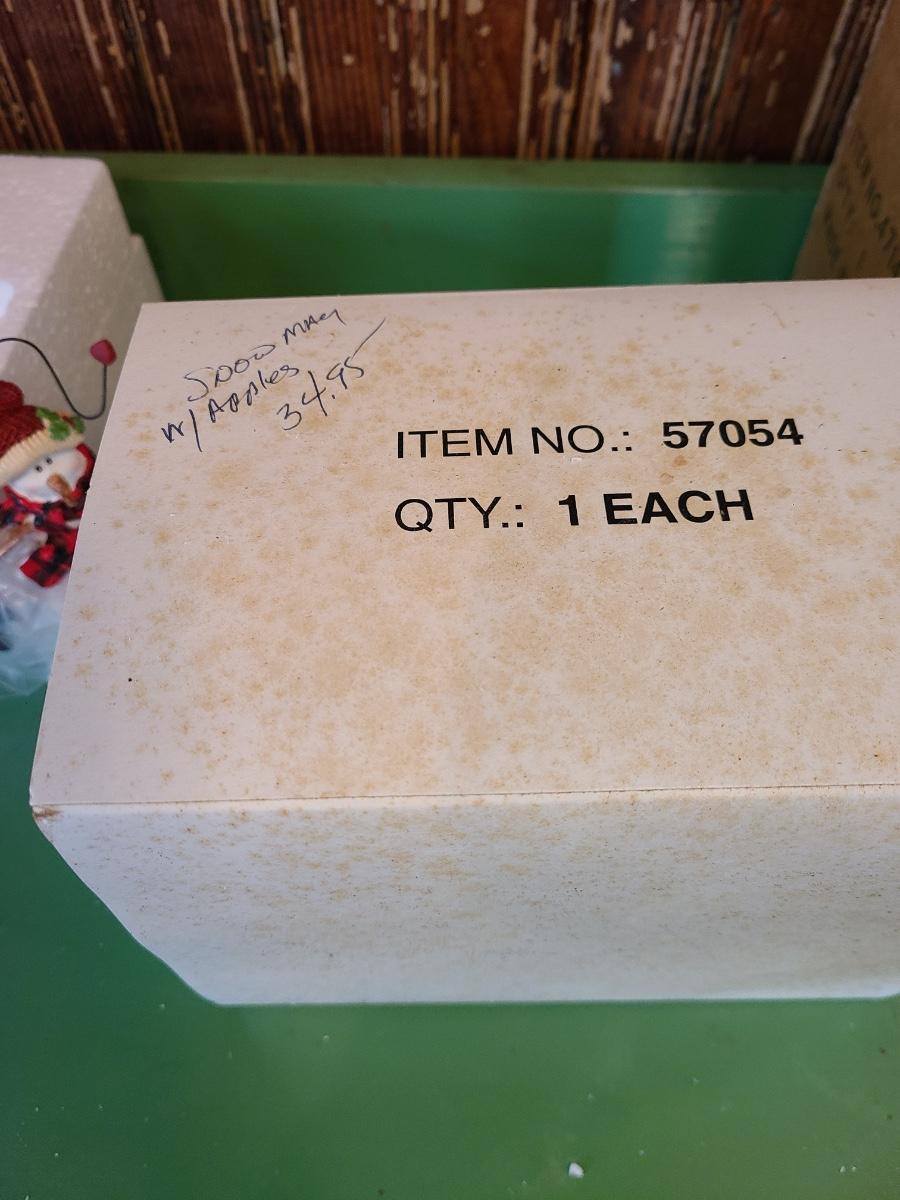 Snow Man
w/ Apples
34.95
ITEM NO.: 57054
QTY.: 1 EACH